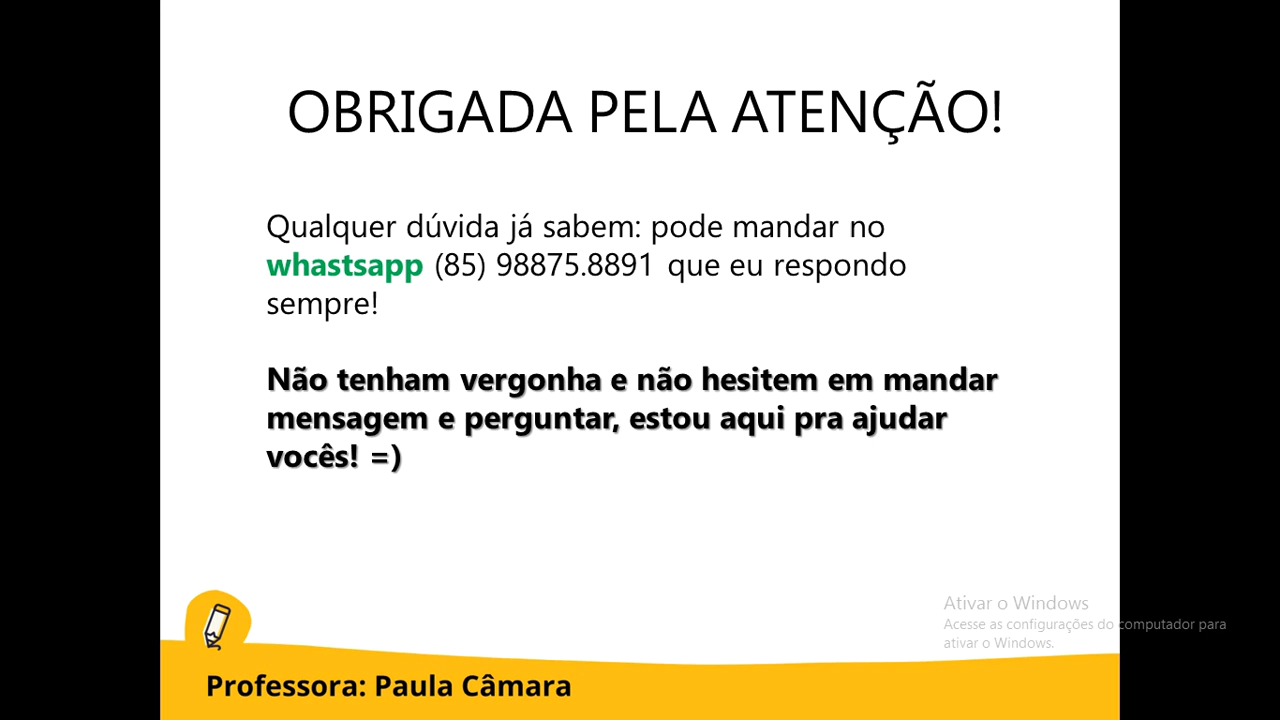 OBRIGADA PELA ATENÇÃO!
Qualquer dúvida já sabem: pode mandar no
whastsapp (85) 98875.8891 que eu respondo
sempre!
Não tenham vergonha e não hesitem em mandar
mensagem e perguntar, estou aqui pra ajudar
vocês! =)
Ativar o Windows
Acesse as configurações do computador para
ativar o Windows.
Professora: Paula Câmara